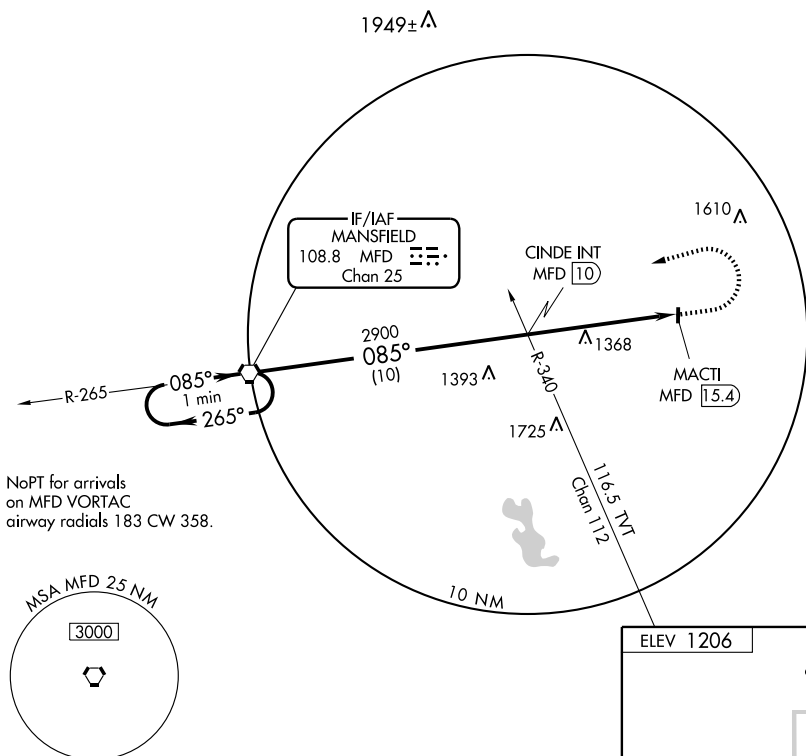 1949±
1610
IF/IAF
MANSFIELD
108.8 MFD
Chan 25
CINDE INT
MFD 10
2900
085°
(10)
1368
1393
R-340
MACTI
MFD 15.4
R-265
085°
1 min
265°
1725
116.5 TVT
Chan 112
NoPT for arrivals
on MFD VORTAC
airway radials 183 CW 358.
10 NM
MSA MFD 25 NM
3000
ELEV 1206